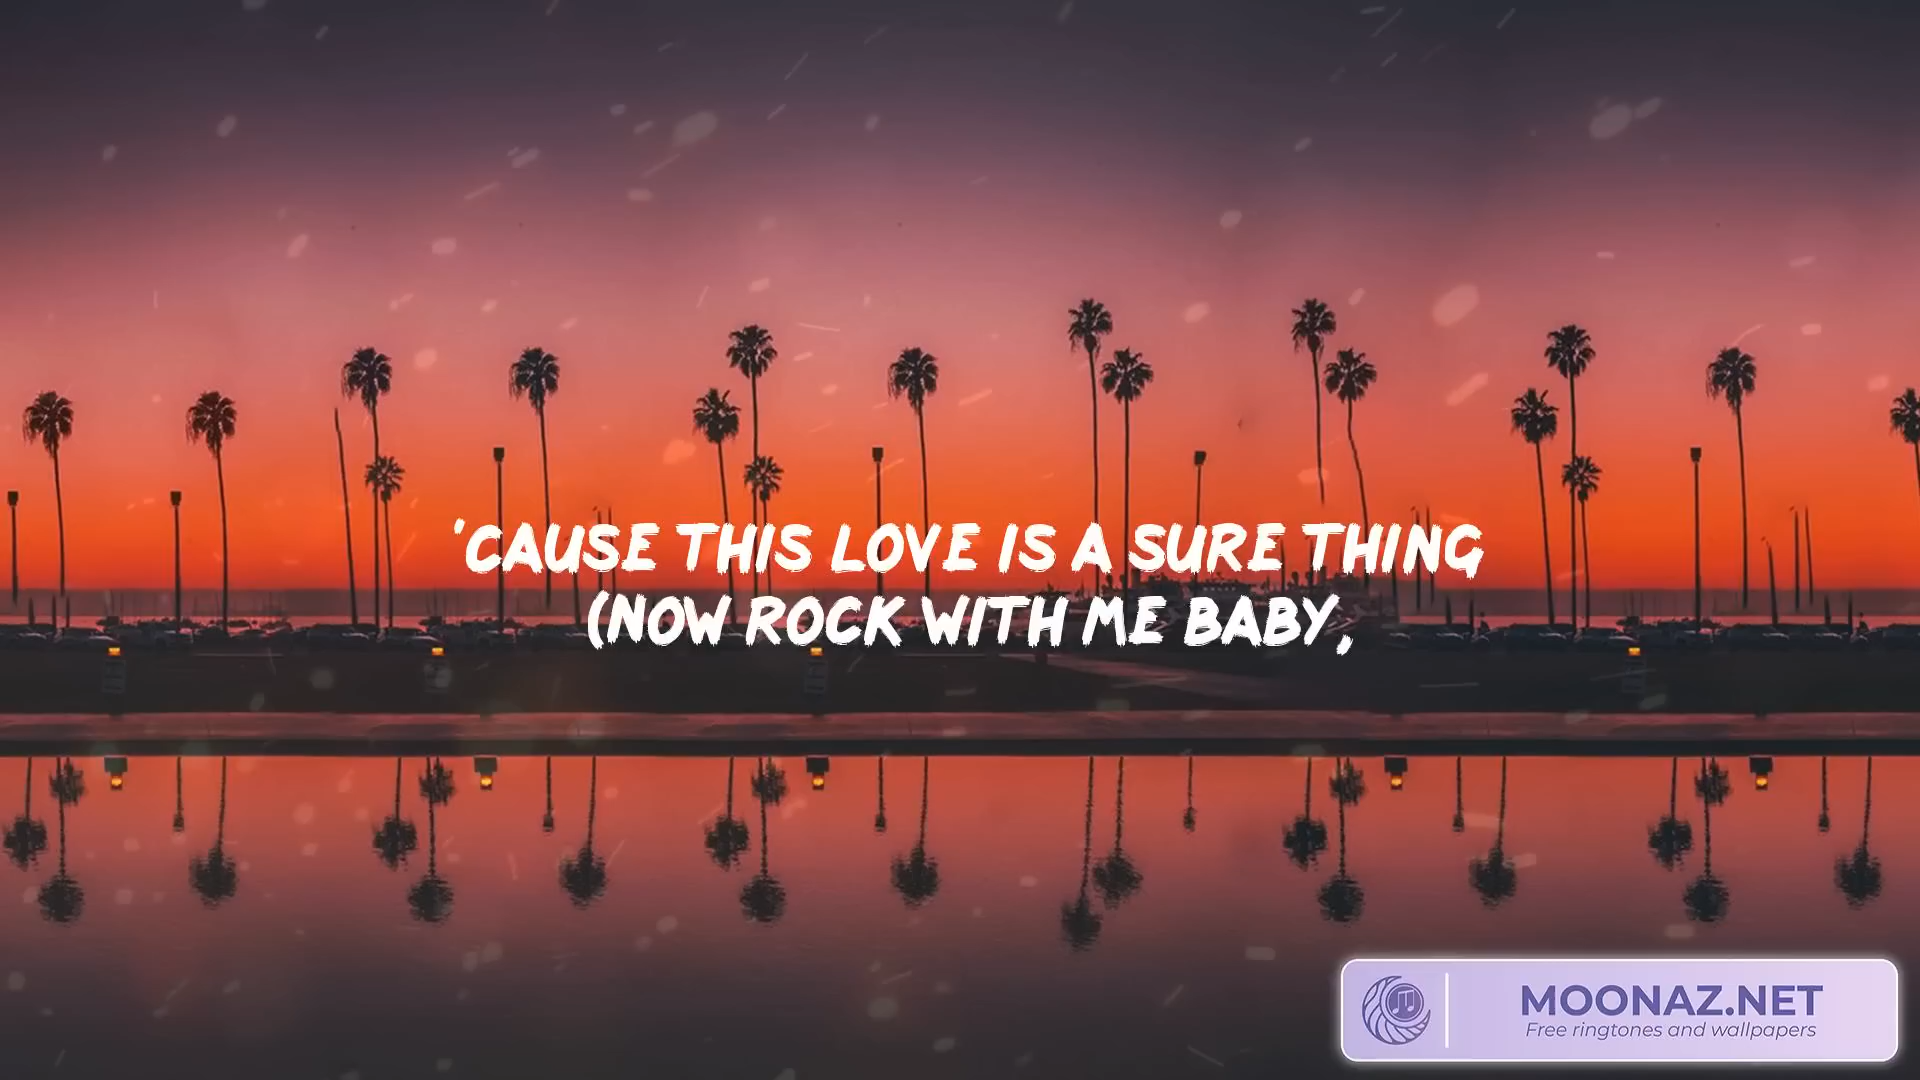 'CAUSE THIS LOVE IS A SURE THING
(NOW ROCK WITH ME BABY,
MOONAZ.NET
Free ringtones and wallpapers